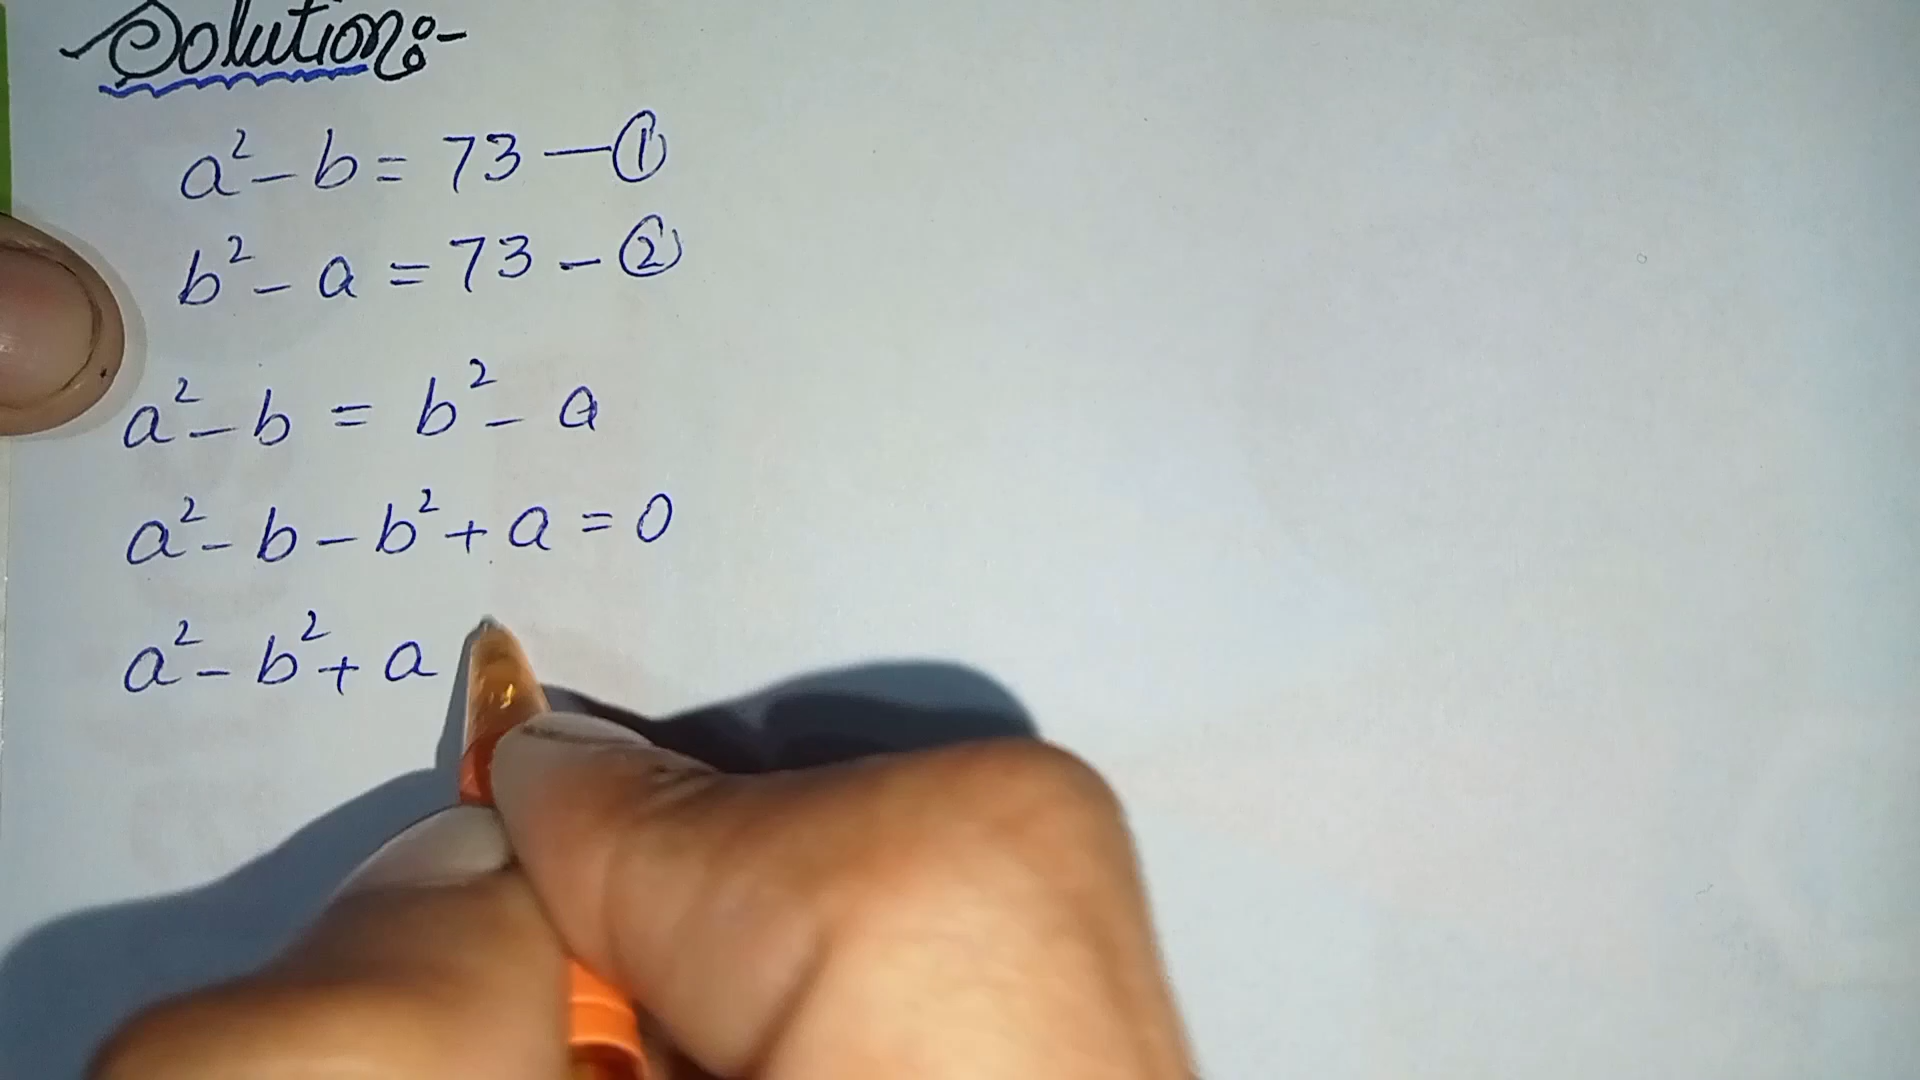 Solution:-
a² - b = 73 — ①
b² - a = 73 - ②
a² - b = b² - a
a² - b - b² + a = 0
a² - b² + a